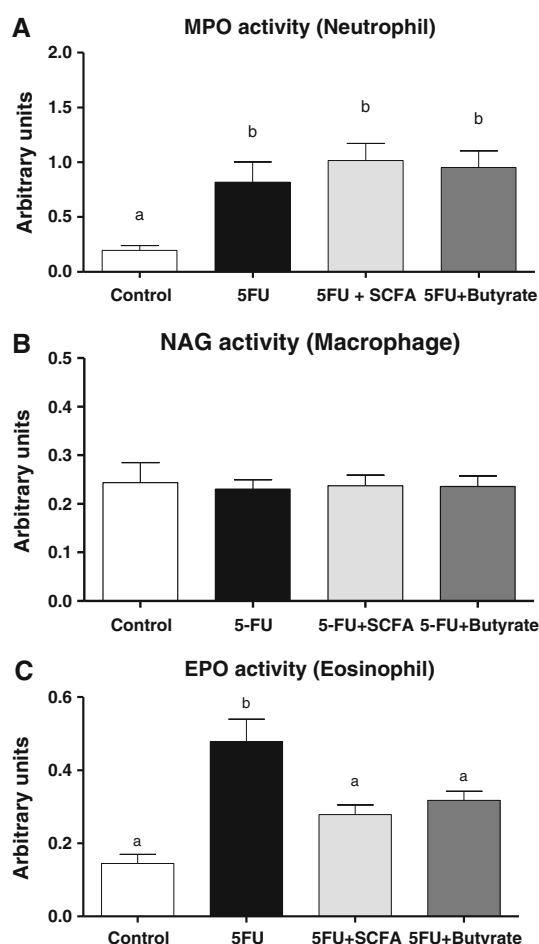 A
MPO activity (Neutrophil)
Arbitrary units
2.0
1.5
1.0
0.5
0.0
a
b
b
b
Control 5FU 5FU + SCFA 5FU+Butyrate
B
NAG activity (Macrophage)
Arbitrary units
0.5
0.4
0.3
0.2
0.1
0.0
Control 5-FU 5-FU+SCFA 5-FU+Butyrate
C
EPO activity (Eosinophil)
Arbitrary units
0.6
0.4
0.2
0.0
a
b
a
a
Control 5FU 5FU+SCFA 5FU+Butyrate